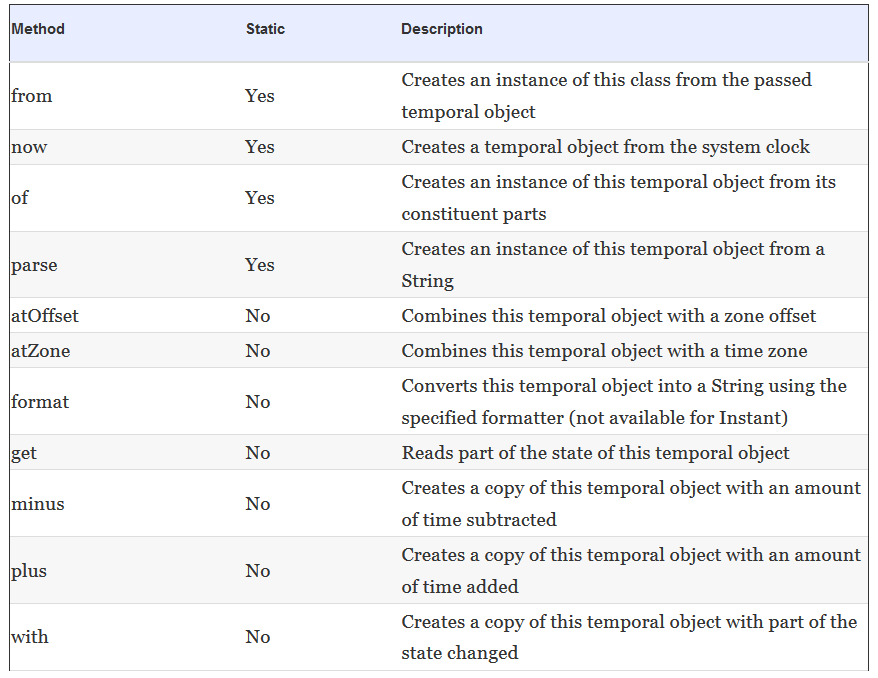 Method Static Description
from Yes Creates an instance of this class from the passed
temporal object
now Yes Creates a temporal object from the system clock
of Yes Creates an instance of this temporal object from its
constituent parts
parse Yes Creates an instance of this temporal object from a
String
atOffset No Combines this temporal object with a zone offset
atZone No Combines this temporal object with a time zone
format No Converts this temporal object into a String using the
specified formatter (not available for Instant)
get No Reads part of the state of this temporal object
minus No Creates a copy of this temporal object with an amount
of time subtracted
plus No Creates a copy of this temporal object with an amount
of time added
with No Creates a copy of this temporal object with part of the
state changed